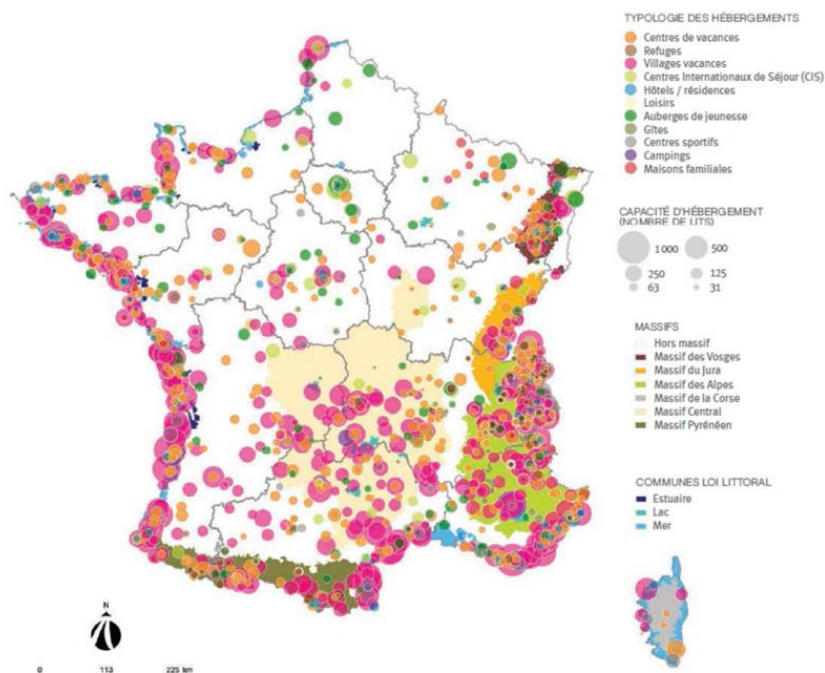 TYPOLOGIE DES HÉBERGEMENTS
Centres de vacances
Refuges
Villages vacances
Centres Internationaux de Séjour (CIS)
Hôtels / résidences
Loisirs
Auberges de jeunesse
Gîtes
Centres sportifs
Campings
Maisons familiales
CAPACITÉ D'HÉBERGEMENT
(NOMBRE DE LITS)
1000 500
250 125
63 31
MASSIFS
Hors massif
Massif des Vosges
Massif du Jura
Massif des Alpes
Massif de la Corse
Massif Central
Massif Pyrénéen
COMMUNES LOI LITTORAL
Estuaire
Lac
Mer
N
0 113 225 km